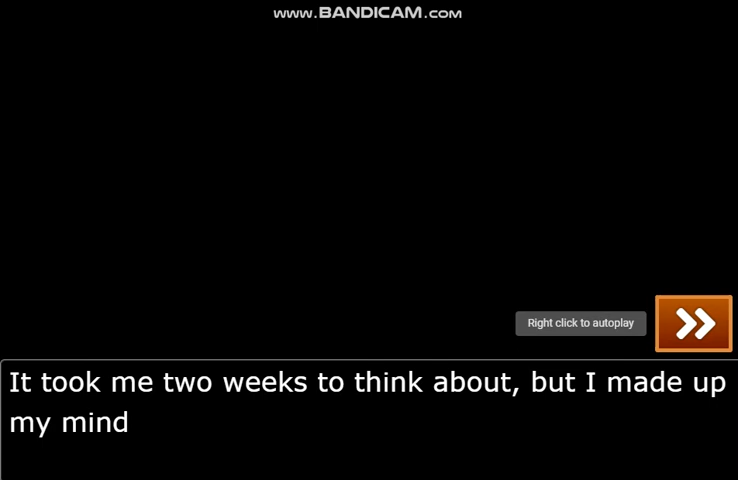 www.BANDICAM.com
Right click to autoplay
It took me two weeks to think about, but I made up
my mind